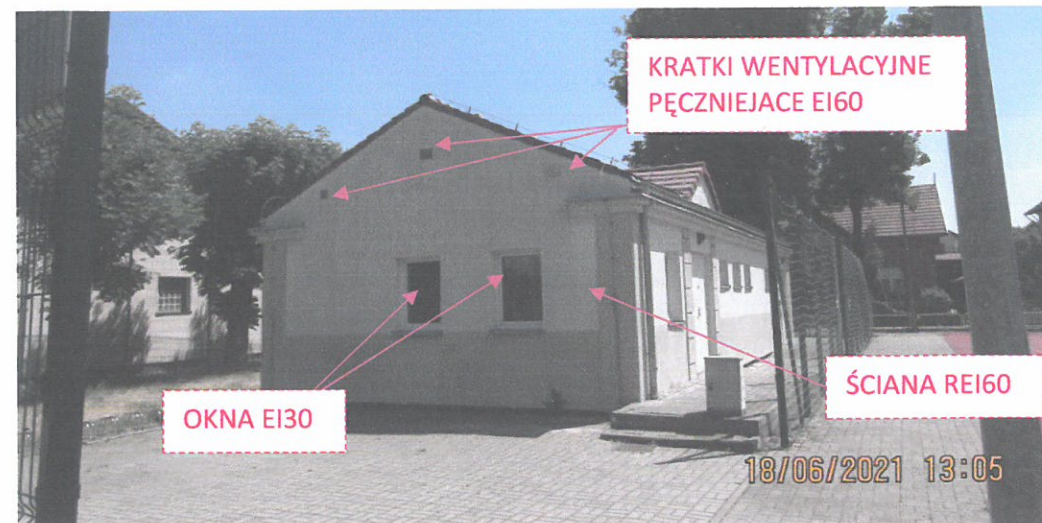 KRATKI WENTYLACYJNE
PĘCZNIEJACE EI60
OKNA EI30
ŚCIANA REI60
18/06/2021 13:05